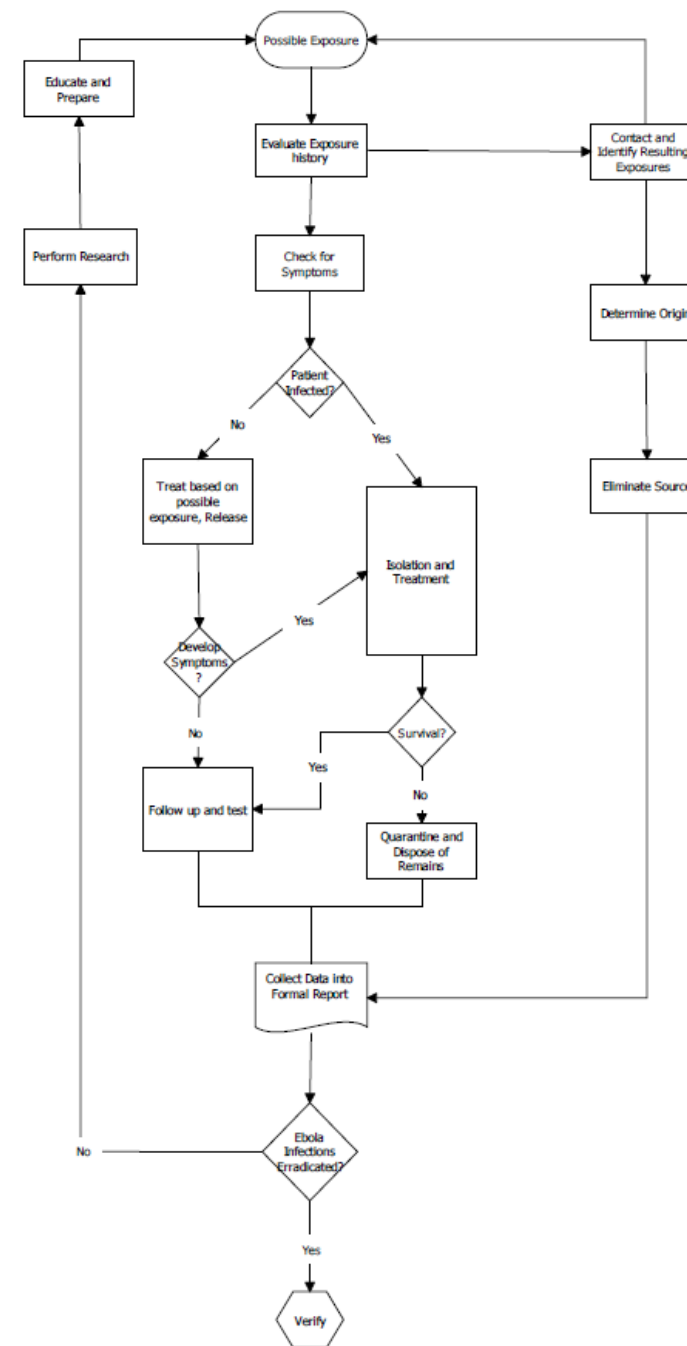 Possible Exposure
Educate and
Prepare
Evaluate Exposure
history
Contact and
Identify Resulting
Exposures
Perform Research
Check for
Symptoms
Determine Origin
Patient
Infected?
No
Yes
Treat based on
possible
exposure, Release
Eliminate Source
Isolation and
Treatment
Yes
Develop
Symptoms
?
No
Survival?
Yes
No
Follow up and test
Quarantine and
Dispose of
Remains
Collect Data into
Formal Report
Ebola
Infections
Erradicated?
No
Yes
Verify